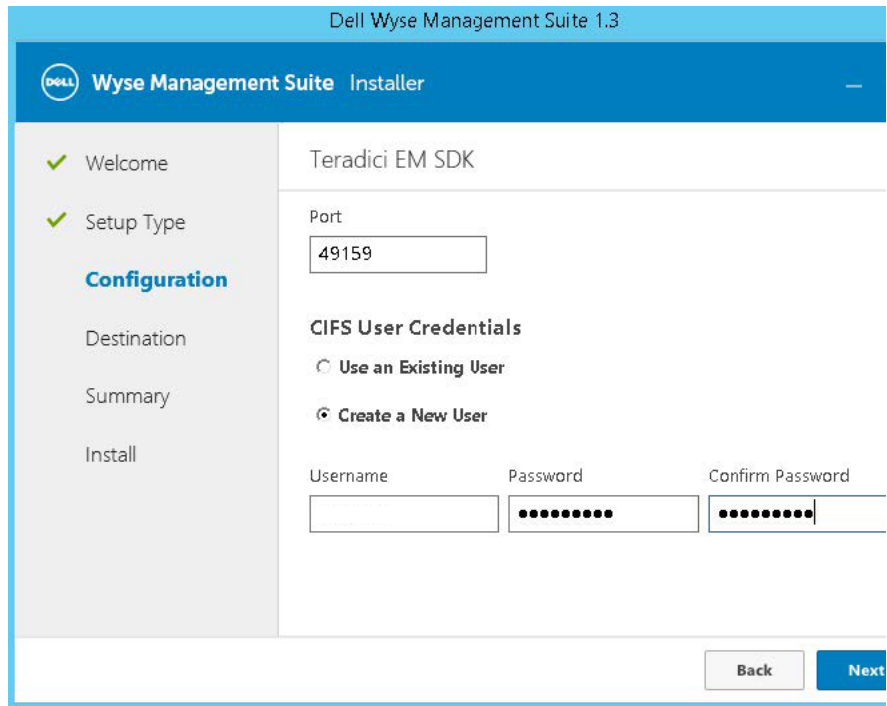 Dell Wyse Management Suite 1.3
DELL Wyse Management Suite Installer
Welcome
Setup Type
Configuration
Destination
Summary
Install
Teradici EM SDK
Port
49159
CIFS User Credentials
Use an Existing User
Create a New User
Username Password Confirm Password
●●●●●●●●● ●●●●●●●●●
Back Next